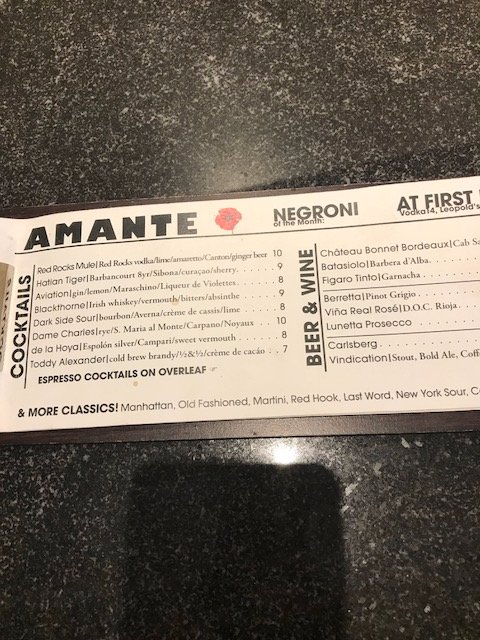 AMANTE
NEGRONI
of the Month:
AT FIRST
Vodka14, Leopold's
COCKTAILS
Red Rocks Mule|Red Rocks vodka/lime/amaretto/Canton/ginger beer 10
Hatian Tiger|Barbancourt 8yr/Sibona/curaçao/sherry. 9
Aviation|gin/lemon/Maraschino/Liqueur de Violettes. 8
Blackthorne|Irish whiskey/vermouth/bitters/absinthe 9
Dark Side Sour|bourbon/Averna/crème de cassis/lime 8
Dame Charles|rye/S. Maria al Monte/Carpano/Noyaux 10
de la Hoya|Espolón silver/Campari/sweet vermouth 8
Toddy Alexander|cold brew brandy/½&½/crème de cacáo 7
ESPRESSO COCKTAILS ON OVERLEAF ☞
BEER & WINE
Château Bonnet Bordeaux|Cab Sa
Batasiolo|Barbera d'Alba
Figaro Tinto|Garnacha
Berretta|Pinot Grigio
Viña Real Rosé|D.O.C. Rioja
Lunetta Prosecco
Carlsberg
Vindication|Stout, Bold Ale, Coff
& MORE CLASSICS! Manhattan, Old Fashioned, Martini, Red Hook, Last Word, New York Sour, C